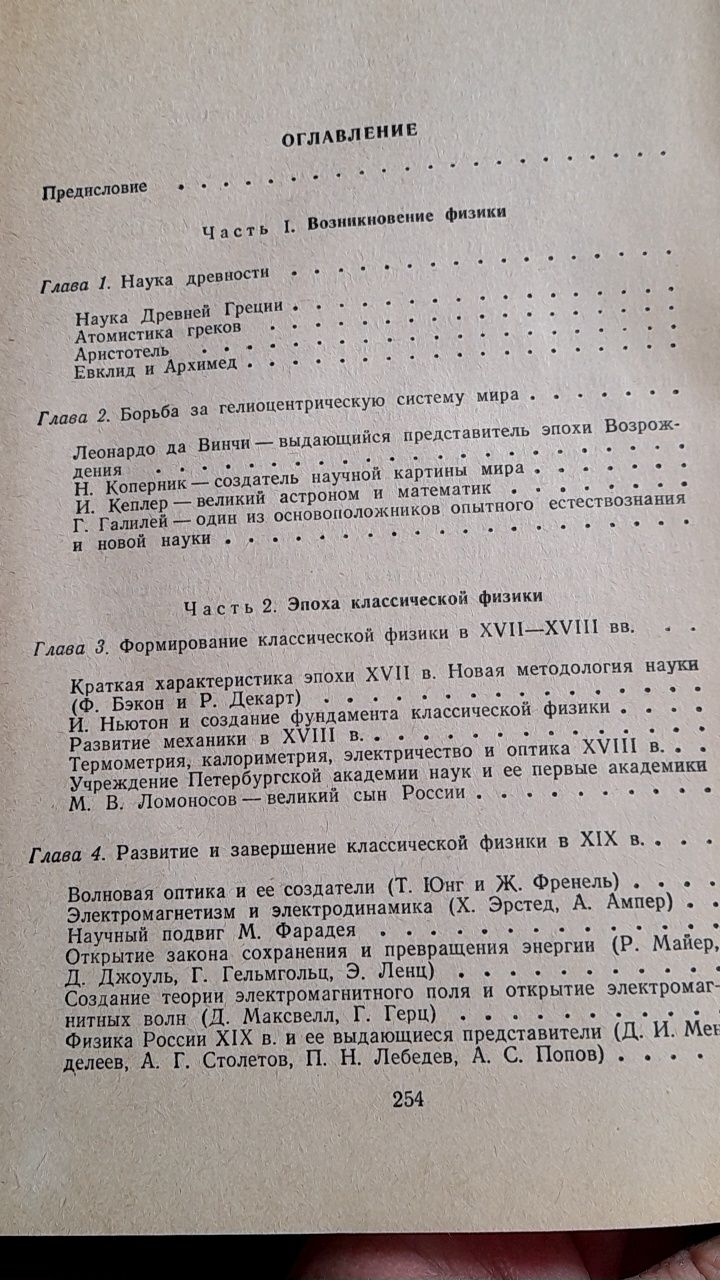 ОГЛАВЛЕНИЕ
Предисловие . . . . . . . . . . . . . . . . . . .
Часть I. Возникновение физики
Глава 1. Наука древности . . . . . . . . . . . . . . .
Наука Древней Греции . . . . . . . . . . . . . . .
Атомистика греков . . . . . . . . . . . . . . . .
Аристотель . . . . . . . . . . . . . . . . . .
Евклид и Архимед . . . . . . . . . . . . . . . .
Глава 2. Борьба за гелиоцентрическую систему мира . . . . . .
Леонардо да Винчи — выдающийся представитель эпохи Возрож-
дения . . . . . . . . . . . . . . . . . . . .
Н. Коперник — создатель научной картины мира . . . . . .
И. Кеплер — великий астроном и математик . . . . . . .
Г. Галилей — один из основоположников опытного естествознания
и новой науки . . . . . . . . . . . . . . . . .
Часть 2. Эпоха классической физики
Глава 3. Формирование классической физики в XVII—XVIII вв. . .
Краткая характеристика эпохи XVII в. Новая методология науки
(Ф. Бэкон и Р. Декарт) . . . . . . . . . . . . . .
И. Ньютон и создание фундамента классической физики . . . .
Развитие механики в XVIII в. . . . . . . . . . . . .
Термометрия, калориметрия, электричество и оптика XVIII в. . .
Учреждение Петербургской академии наук и ее первые академики
М. В. Ломоносов — великий сын России . . . . . . . . .
Глава 4. Развитие и завершение классической физики в XIX в. . . .
Волновая оптика и ее создатели (Т. Юнг и Ж. Френель) . . . .
Электромагнетизм и электродинамика (Х. Эрстед, А. Ампер) . .
Научный подвиг М. Фарадея . . . . . . . . . . . . .
Открытие закона сохранения и превращения энергии (Р. Майер,
Д. Джоуль, Г. Гельмгольц, Э. Ленц) . . . . . . . . . .
Создание теории электромагнитного поля и открытие электромаг-
нитных волн (Д. Максвелл, Г. Герц) . . . . . . . . . .
Физика России XIX в. и ее выдающиеся представители (Д. И. Мен
делеев, А. Г. Столетов, П. Н. Лебедев, А. С. Попов) . . . .
254